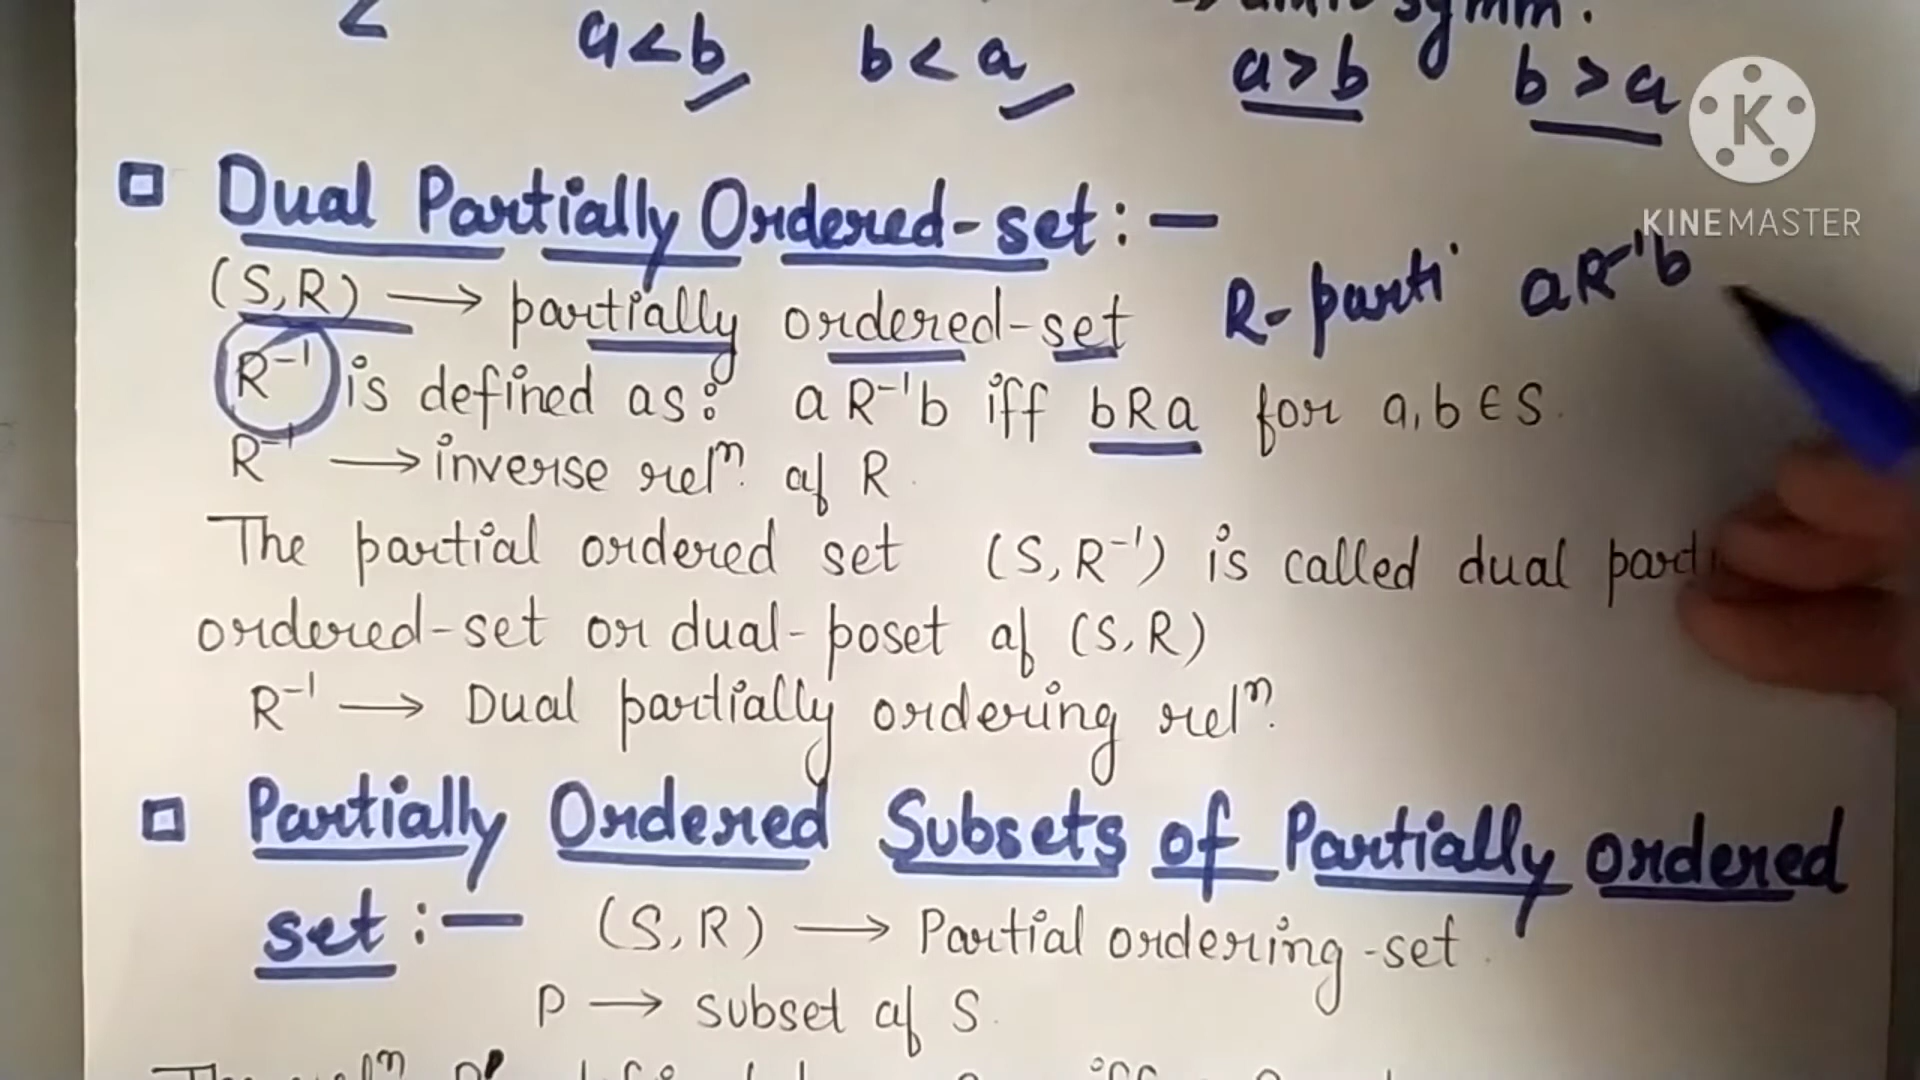 < a<b b<a a>b b>a
symm.
KINEMASTER
Dual Partially Ordered-set:—
(S,R) → partially ordered-set R-parti aR⁻¹b
R⁻¹ is defined as: a R⁻¹b iff bRa for a,b∈S.
R⁻¹ → inverse relⁿ. of R.
The partial ordered set (S,R⁻¹) is called dual parti
ordered-set or dual-poset of (S,R)
R⁻¹ → Dual partially ordering relⁿ.
Partially Ordered Subsets of Partially ordered
set:— (S,R) → Partial ordering-set.
P → subset of S.